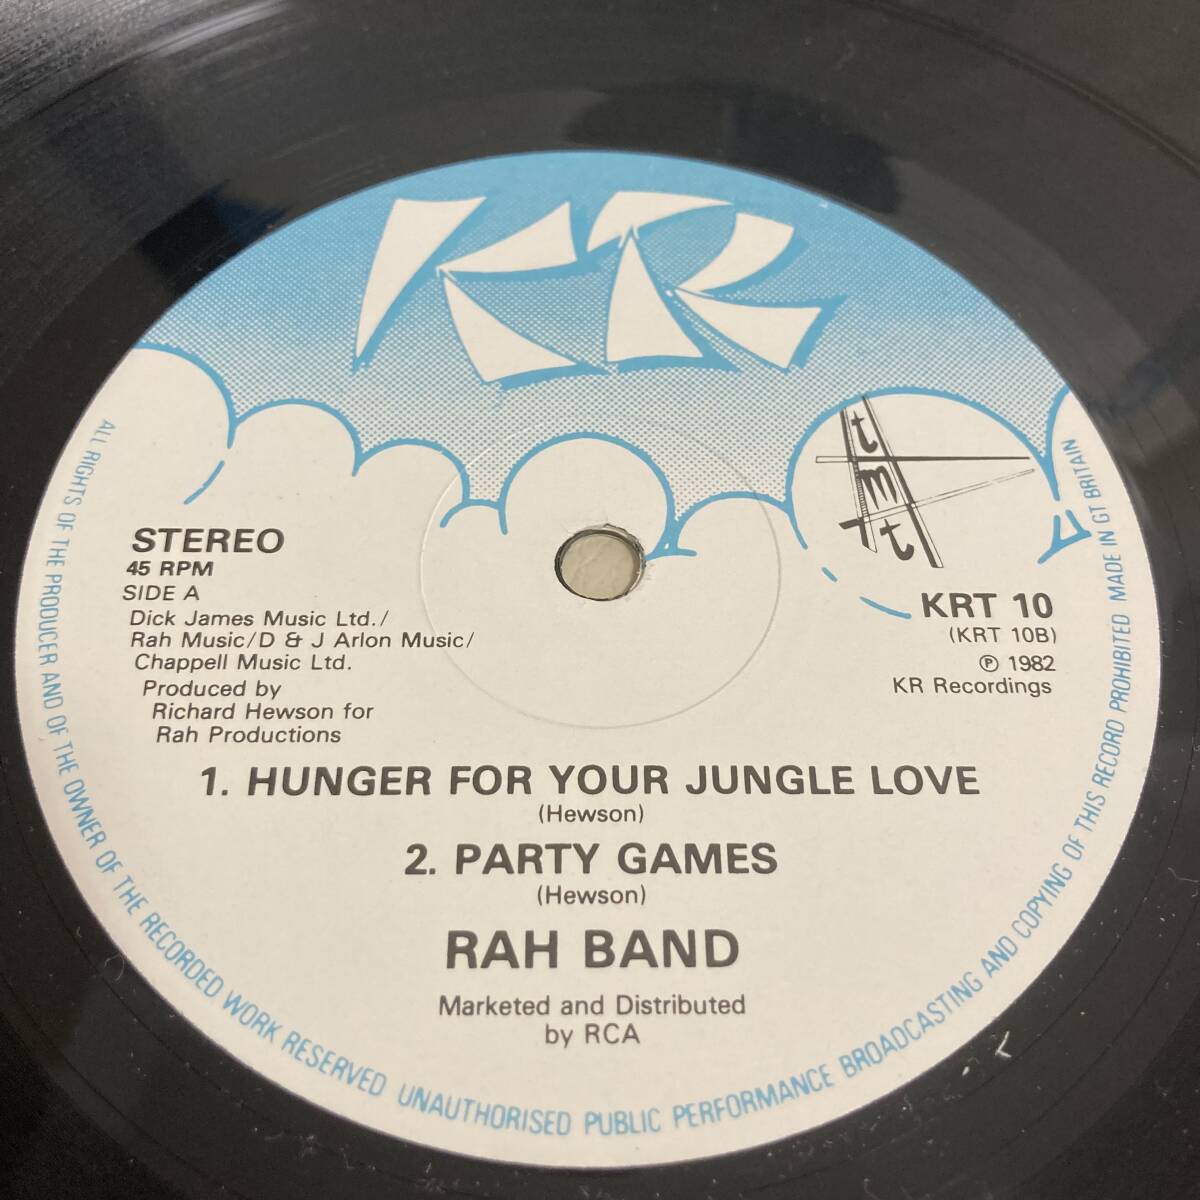 KR
tmt
STEREO
45 RPM
SIDE A
Dick James Music Ltd./
Rah Music/D & J Arlon Music/
Chappell Music Ltd.
Produced by
Richard Hewson for
Rah Productions
KRT 10
(KRT 10B)
℗ 1982
KR Recordings
1. HUNGER FOR YOUR JUNGLE LOVE
(Hewson)
2. PARTY GAMES
(Hewson)
RAH BAND
Marketed and Distributed
by RCA
ALL RIGHTS OF THE PRODUCER AND OF THE OWNER OF THE RECORDED WORK RESERVED UNAUTHORISED PUBLIC PERFORMANCE BROADCASTING AND COPYING OF THIS RECORD PROHIBITED MADE IN GT BRITAIN